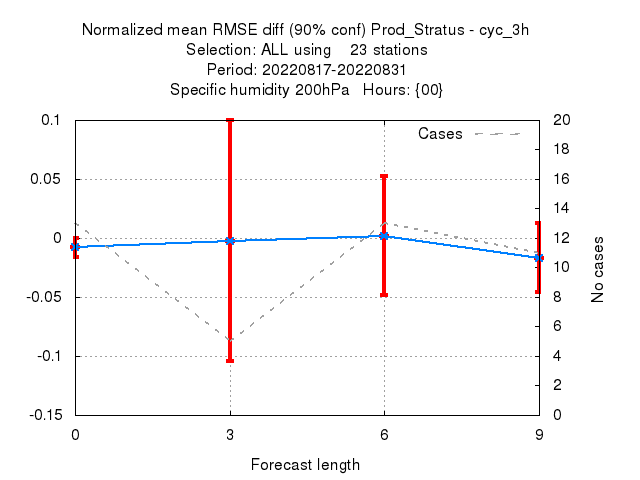 Normalized mean RMSE diff (90% conf) Prod_Stratus - cyc_3h
Selection: ALL using 23 stations
Period: 20220817-20220831
Specific humidity 200hPa Hours: {00}
Cases
0.1
0.05
0
-0.05
-0.1
-0.15
20
18
16
14
12
10
8
6
4
2
0
No cases
0 3 6 9
Forecast length